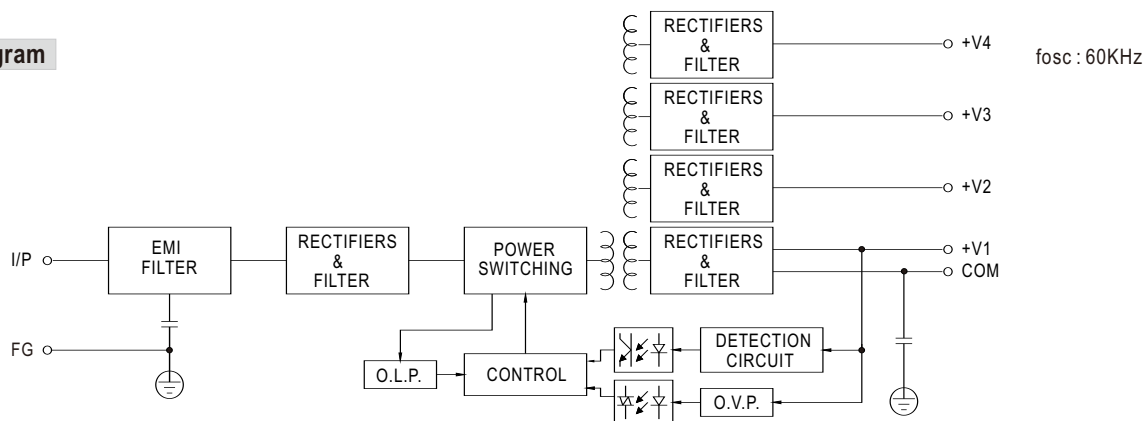 gram
fosc : 60KHz
RECTIFIERS
&
FILTER
+V4
RECTIFIERS
&
FILTER
+V3
RECTIFIERS
&
FILTER
+V2
I/P
EMI
FILTER
RECTIFIERS
&
FILTER
POWER
SWITCHING
RECTIFIERS
&
FILTER
+V1
COM
FG
O.L.P.
CONTROL
DETECTION
CIRCUIT
O.V.P.